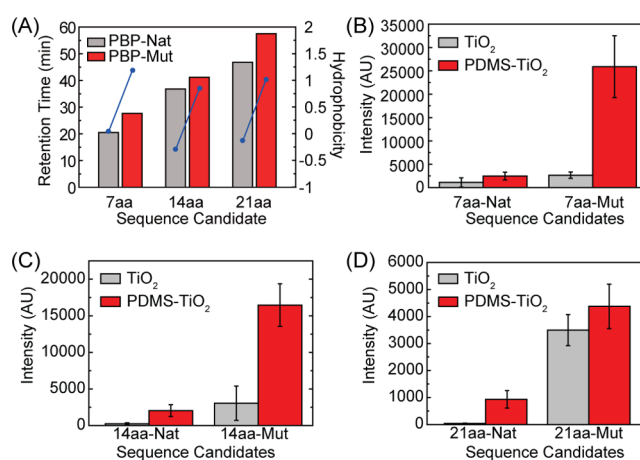 (A)
PBP-Nat
PBP-Mut
Retention Time (min)
60
50
40
30
20
10
0
2
1.5
1
0.5
0
-0.5
-1
Hydrophobicity
7aa 14aa 21aa
Sequence Candidate
(B)
TiO₂
PDMS-TiO₂
Intensity (AU)
35000
30000
25000
20000
15000
10000
5000
0
7aa-Nat 7aa-Mut
Sequence Candidates
(C)
TiO₂
PDMS-TiO₂
Intensity (AU)
20000
15000
10000
5000
0
14aa-Nat 14aa-Mut
Sequence Candidates
(D)
TiO₂
PDMS-TiO₂
Intensity (AU)
6000
5000
4000
3000
2000
1000
0
21aa-Nat 21aa-Mut
Sequence Candidates